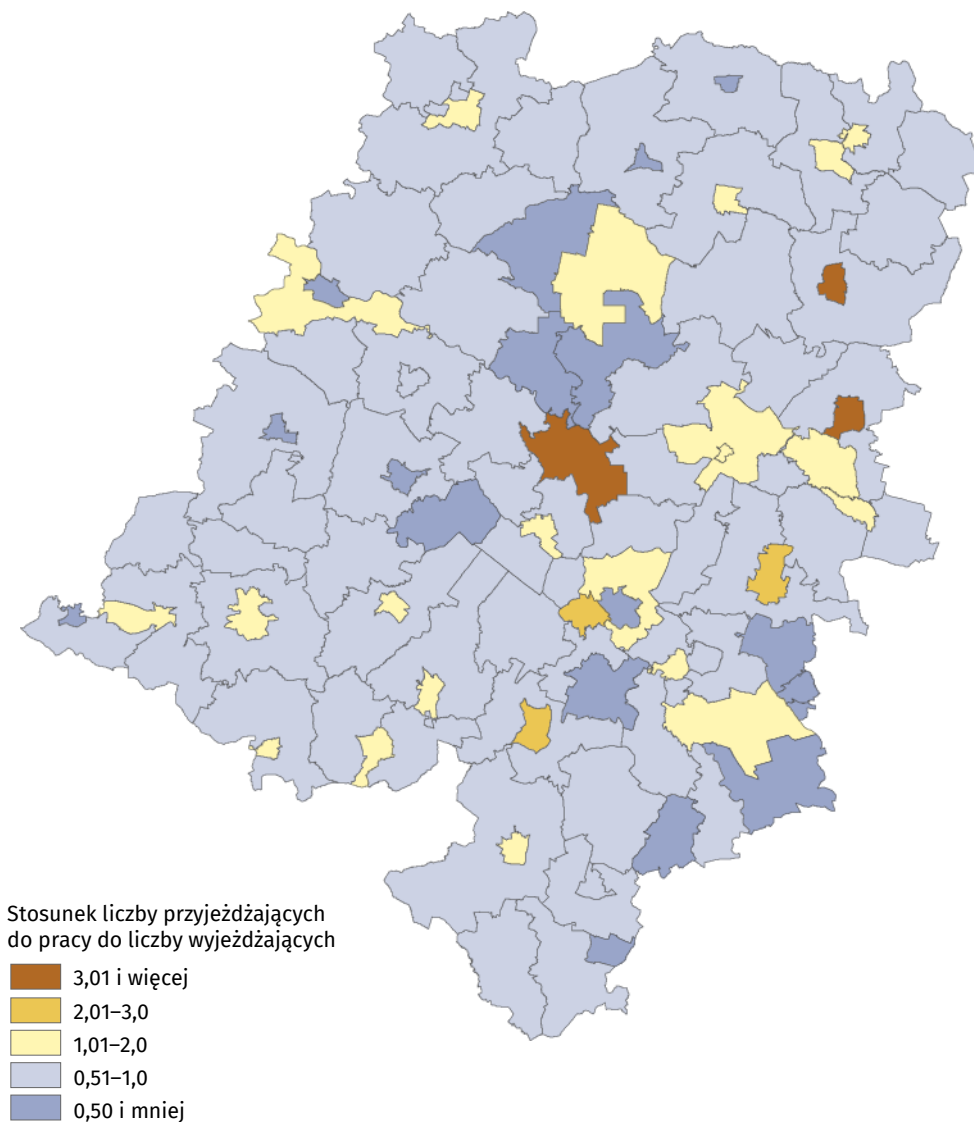 Stosunek liczby przyjeżdżających
do pracy do liczby wyjeżdżających
3,01 i więcej
2,01–3,0
1,01–2,0
0,51–1,0
0,50 i mniej